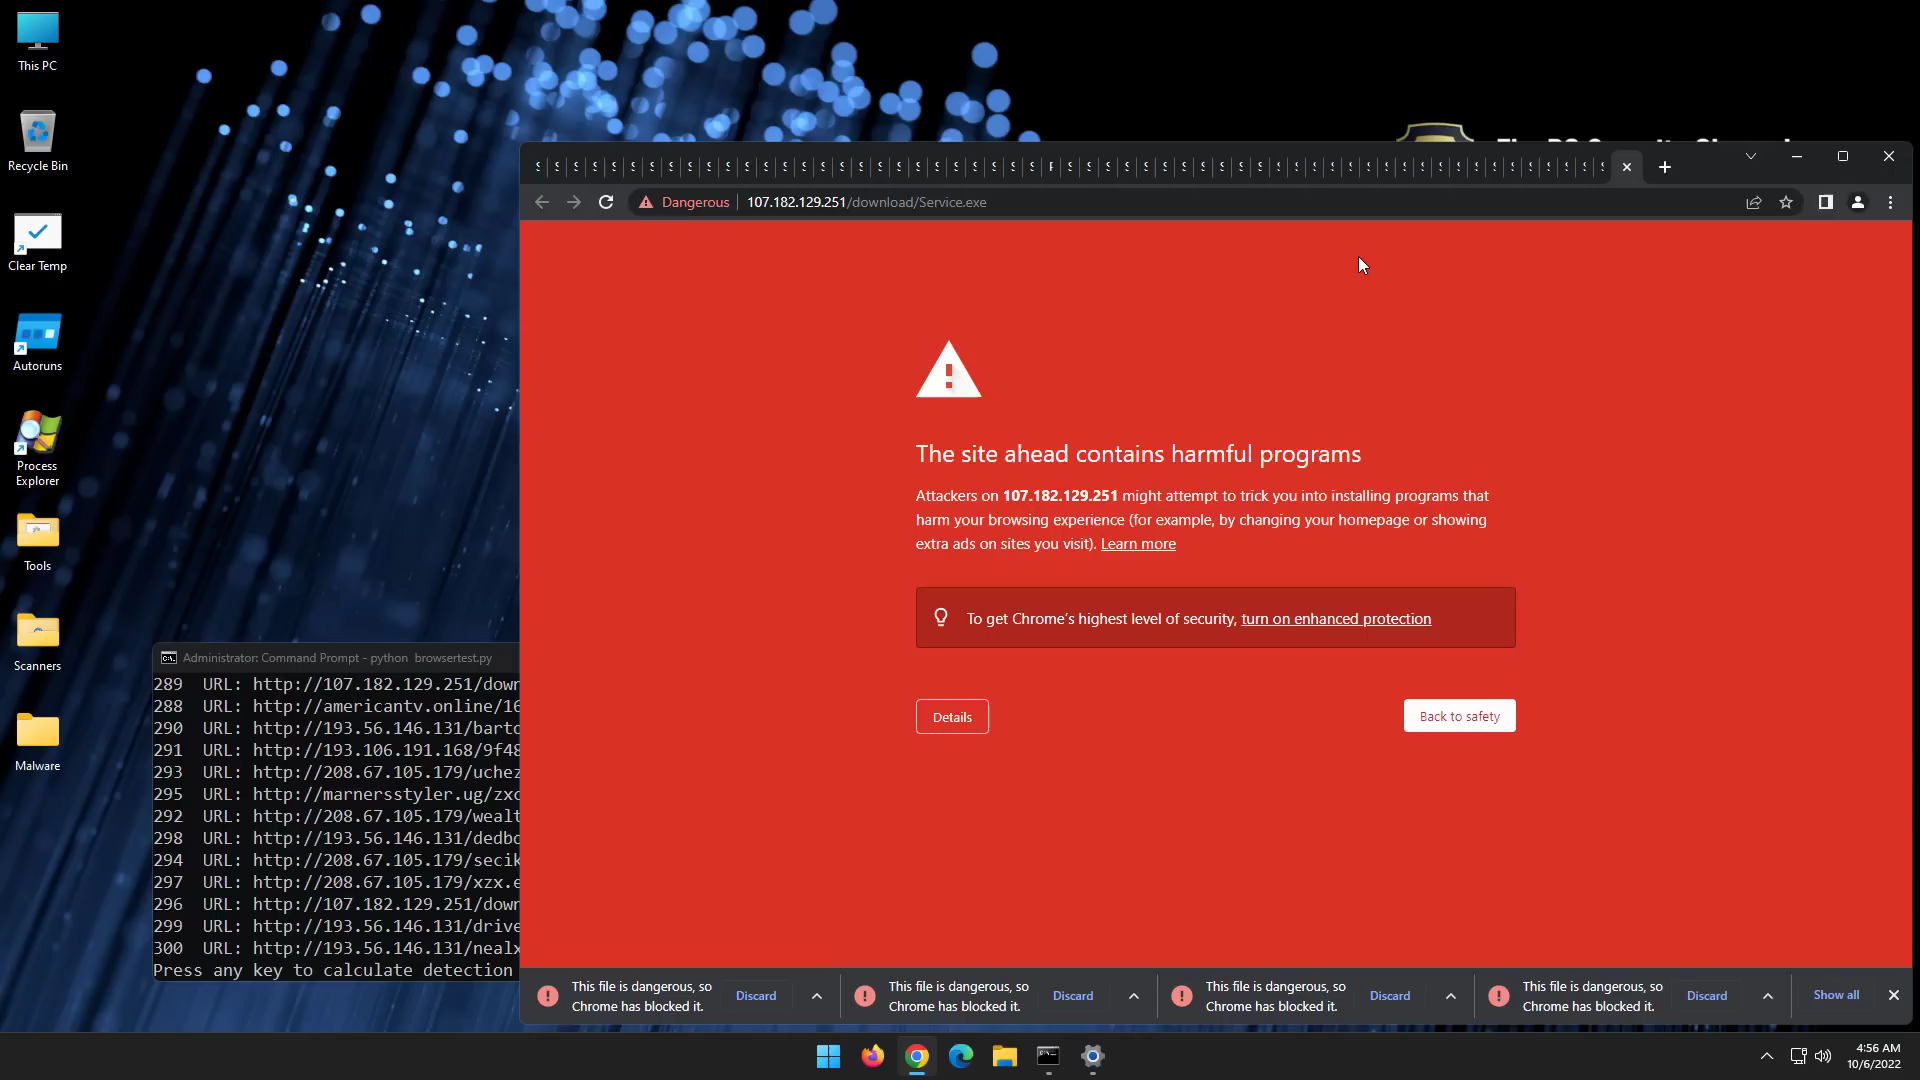 This PC
Recycle Bin
Clear Temp
Autoruns
Process
Explorer
Tools
Scanners
Malware
Dangerous
107.182.129.251/download/Service.exe
The site ahead contains harmful programs
Attackers on 107.182.129.251 might attempt to trick you into installing programs that
harm your browsing experience (for example, by changing your homepage or showing
extra ads on sites you visit). Learn more
To get Chrome's highest level of security, turn on enhanced protection
Details
Back to safety
Administrator: Command Prompt - python browsertest.py
289 URL: http://107.182.129.251/down
288 URL: http://americantv.online/16
290 URL: http://193.56.146.131/barto
291 URL: http://193.106.191.168/9f48
293 URL: http://208.67.105.179/uchez
295 URL: http://marnersstyler.ug/zxc
292 URL: http://208.67.105.179/wealt
298 URL: http://193.56.146.131/dedbo
294 URL: http://208.67.105.179/secik
297 URL: http://208.67.105.179/xzx.e
296 URL: http://107.182.129.251/down
299 URL: http://193.56.146.131/drive
300 URL: http://193.56.146.131/nealx
Press any key to calculate detection
This file is dangerous, so
Chrome has blocked it.
Discard
This file is dangerous, so
Chrome has blocked it.
Discard
This file is dangerous, so
Chrome has blocked it.
Discard
This file is dangerous, so
Chrome has blocked it.
Discard
Show all
4:56 AM
10/6/2022